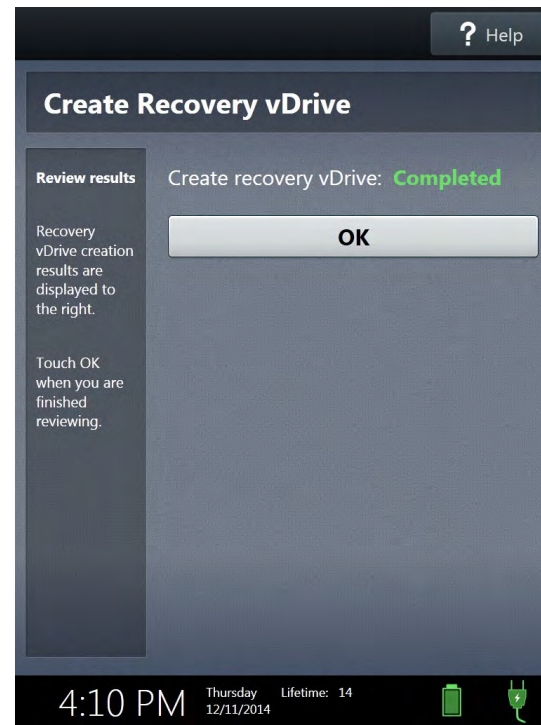 ? Help
Create Recovery vDrive
Review results
Recovery
vDrive creation
results are
displayed to
the right.
Touch OK
when you are
finished
reviewing.
Create recovery vDrive: Completed
OK
4:10 PM
Thursday
12/11/2014
Lifetime: 14